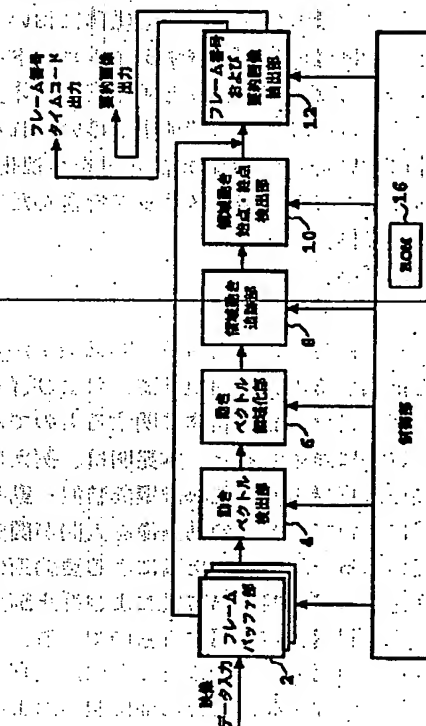 フレーム番号
タイムコード
出力
要約画像
出力
映像
データ入力
フレーム
バッファ部
2
動き
ベクトル
検出部
4
動き
ベクトル
領域化部
6
領域動き
追跡部
8
領域動き
始点・終点
検出部
10
フレーム番号
および
要約画像
抽出部
12
制御部
ROM
16